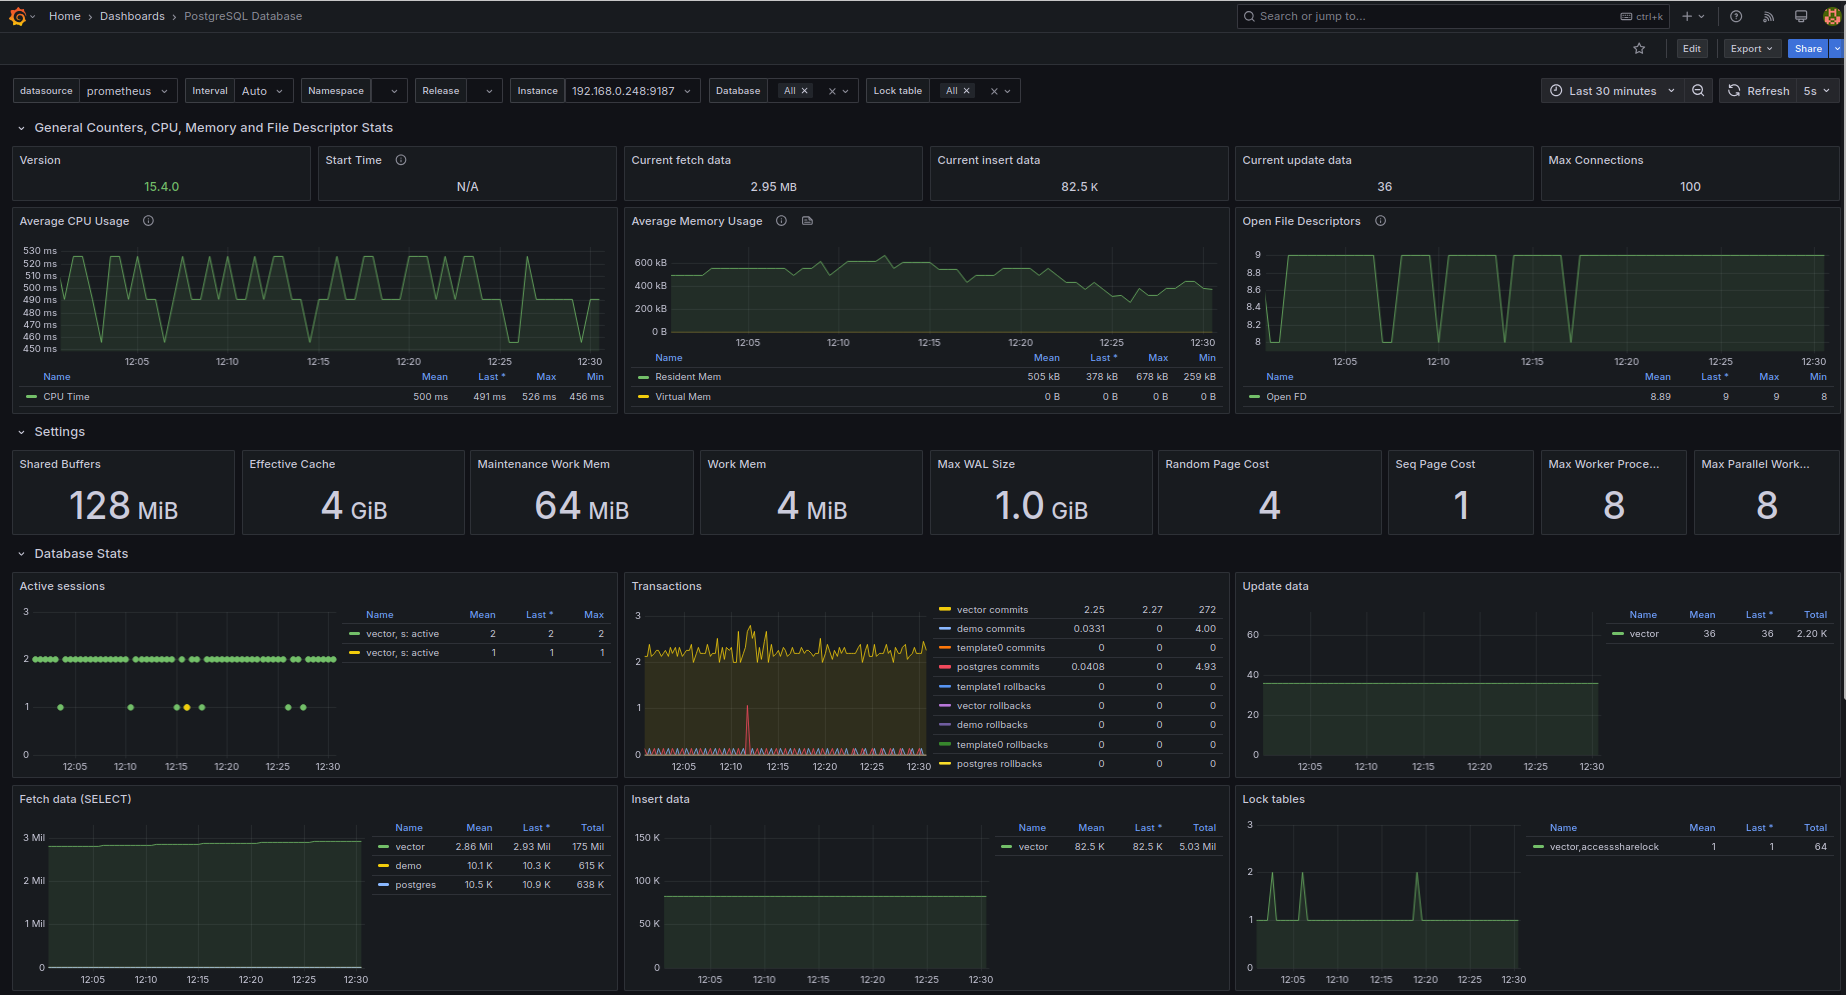 Home › Dashboards › PostgreSQL Database
Search or jump to... ctrl+k
Edit Export Share
datasource prometheus Interval Auto Namespace Release Instance 192.168.0.248:9187 Database All Lock table All Last 30 minutes Refresh 5s
General Counters, CPU, Memory and File Descriptor Stats
Version
15.4.0
Start Time
N/A
Current fetch data
2.95 MB
Current insert data
82.5 K
Current update data
36
Max Connections
100
Average CPU Usage
530 ms
520 ms
510 ms
500 ms
490 ms
480 ms
470 ms
460 ms
450 ms
12:05 12:10 12:15 12:20 12:25 12:30
Name Mean Last * Max Min
CPU Time 500 ms 491 ms 526 ms 456 ms
Average Memory Usage
600 kB
400 kB
200 kB
0 B
12:05 12:10 12:15 12:20 12:25 12:30
Name Mean Last * Max Min
Resident Mem 505 kB 378 kB 678 kB 259 kB
Virtual Mem 0 B 0 B 0 B 0 B
Open File Descriptors
9
8.8
8.6
8.4
8.2
8
12:05 12:10 12:15 12:20 12:25 12:30
Name Mean Last * Max Min
Open FD 8.89 9 9 8
Settings
Shared Buffers
128 MiB
Effective Cache
4 GiB
Maintenance Work Mem
64 MiB
Work Mem
4 MiB
Max WAL Size
1.0 GiB
Random Page Cost
4
Seq Page Cost
1
Max Worker Proce...
8
Max Parallel Work...
8
Database Stats
Active sessions
3
2
1
0
12:05 12:10 12:15 12:20 12:25 12:30
Name Mean Last * Max
vector, s: active 2 2 2
vector, s: active 1 1 1
Transactions
3
2
1
0
12:05 12:10 12:15 12:20 12:25 12:30
vector commits 2.25 2.27 272
demo commits 0.0331 0 4.00
template0 commits 0 0 0
postgres commits 0.0408 0 4.93
template1 rollbacks 0 0 0
vector rollbacks 0 0 0
demo rollbacks 0 0 0
template0 rollbacks 0 0 0
postgres rollbacks 0 0 0
Update data
60
40
20
0
12:05 12:10 12:15 12:20 12:25 12:30
Name Mean Last * Total
vector 36 36 2.20 K
Fetch data (SELECT)
3 Mil
2 Mil
1 Mil
0
12:05 12:10 12:15 12:20 12:25 12:30
Name Mean Last * Total
vector 2.86 Mil 2.93 Mil 175 Mil
demo 10.1 K 10.3 K 615 K
postgres 10.5 K 10.9 K 638 K
Insert data
150 K
100 K
50 K
0
12:05 12:10 12:15 12:20 12:25 12:30
Name Mean Last * Total
vector 82.5 K 82.5 K 5.03 Mil
Lock tables
3
2
1
0
12:05 12:10 12:15 12:20 12:25 12:30
Name Mean Last * Total
vector,accesssharelock 1 1 64